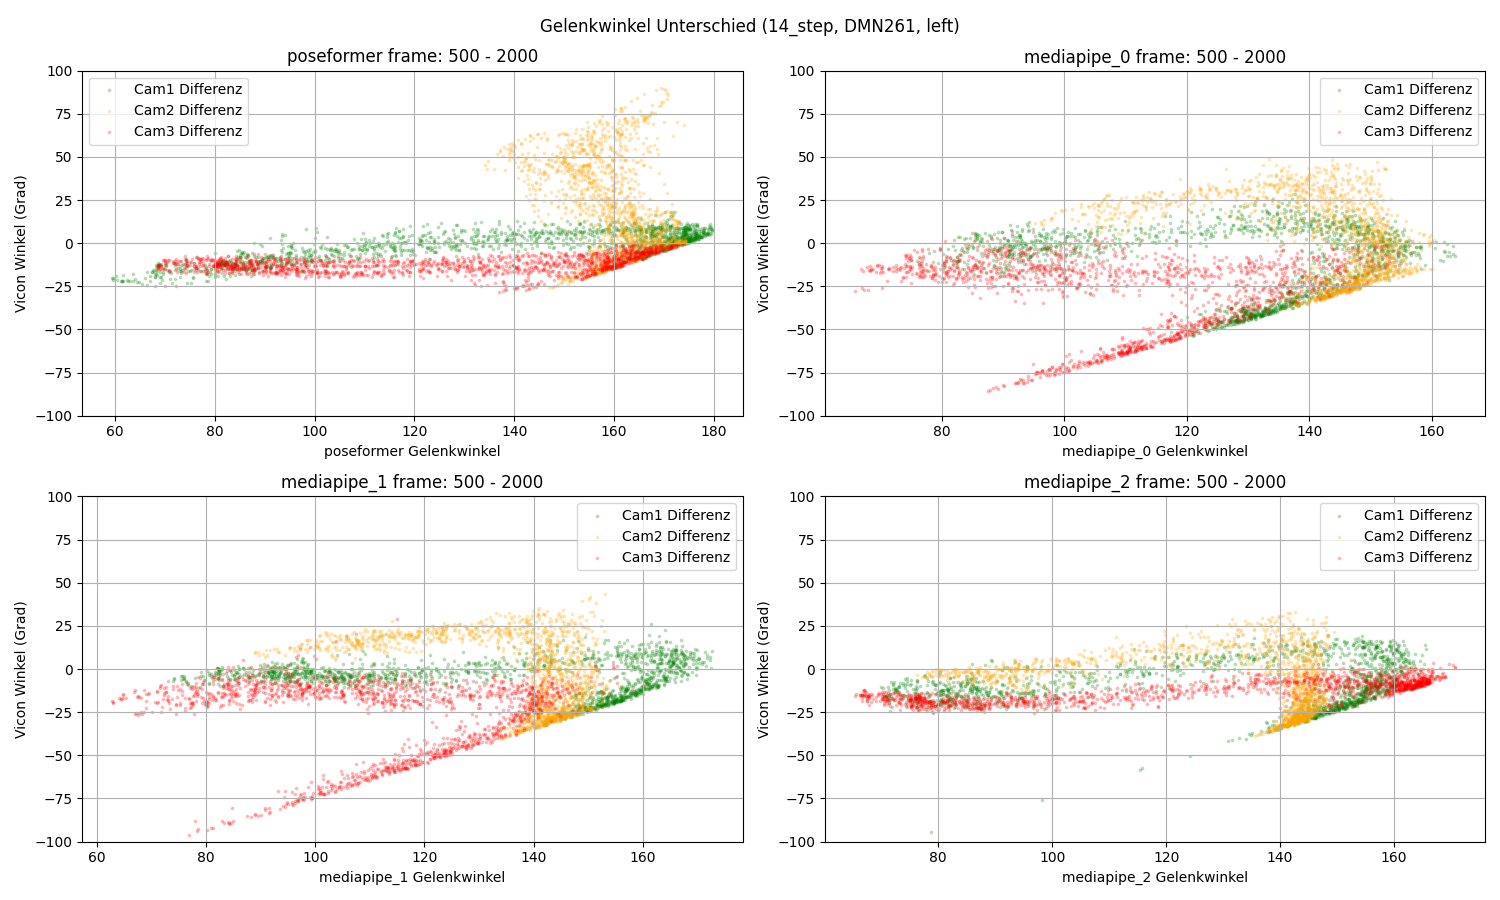 Gelenkwinkel Unterschied (14_step, DMN261, left)
poseformer frame: 500 - 2000
100
75
50
25
0
−25
−50
−75
−100
Vicon Winkel (Grad)
Cam1 Differenz
Cam2 Differenz
Cam3 Differenz
60 80 100 120 140 160 180
poseformer Gelenkwinkel
mediapipe_0 frame: 500 - 2000
100
75
50
25
0
−25
−50
−75
−100
Vicon Winkel (Grad)
Cam1 Differenz
Cam2 Differenz
Cam3 Differenz
80 100 120 140 160
mediapipe_0 Gelenkwinkel
mediapipe_1 frame: 500 - 2000
100
75
50
25
0
−25
−50
−75
−100
Vicon Winkel (Grad)
Cam1 Differenz
Cam2 Differenz
Cam3 Differenz
60 80 100 120 140 160
mediapipe_1 Gelenkwinkel
mediapipe_2 frame: 500 - 2000
100
75
50
25
0
−25
−50
−75
−100
Vicon Winkel (Grad)
Cam1 Differenz
Cam2 Differenz
Cam3 Differenz
80 100 120 140 160
mediapipe_2 Gelenkwinkel